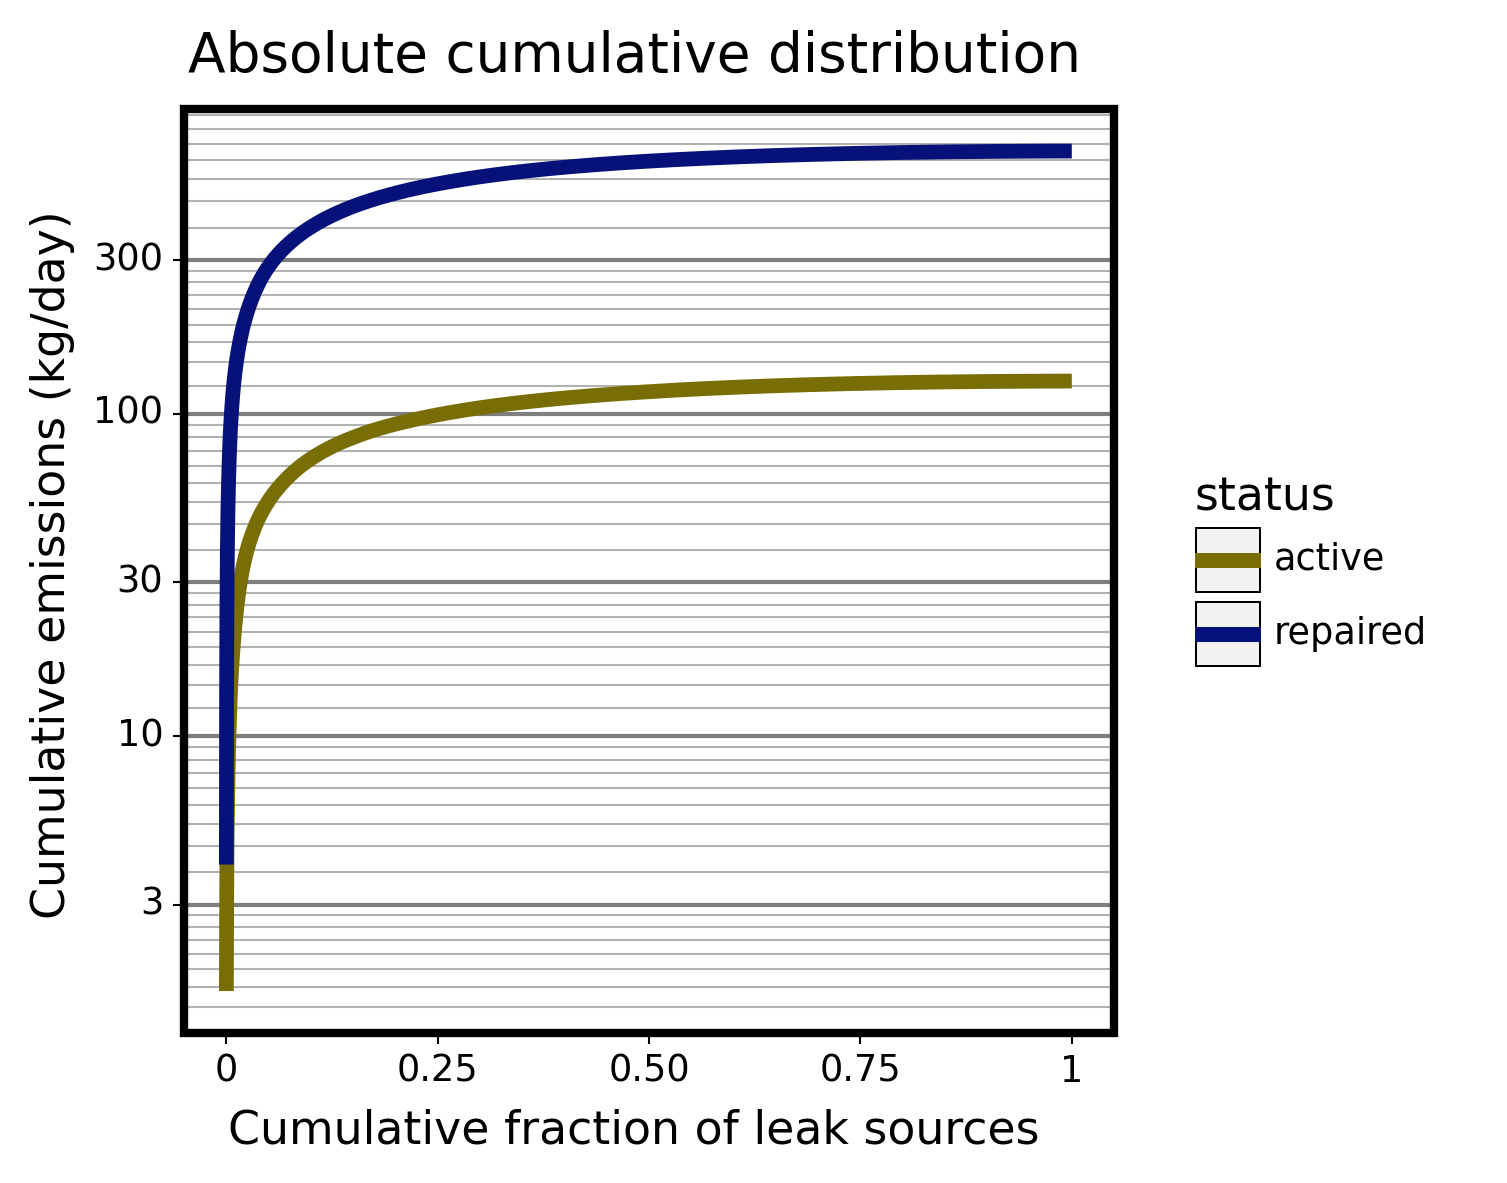 Absolute cumulative distribution
Cumulative emissions (kg/day)
300
100
30
10
3
0
0.25
0.50
0.75
1
Cumulative fraction of leak sources
status
active
repaired